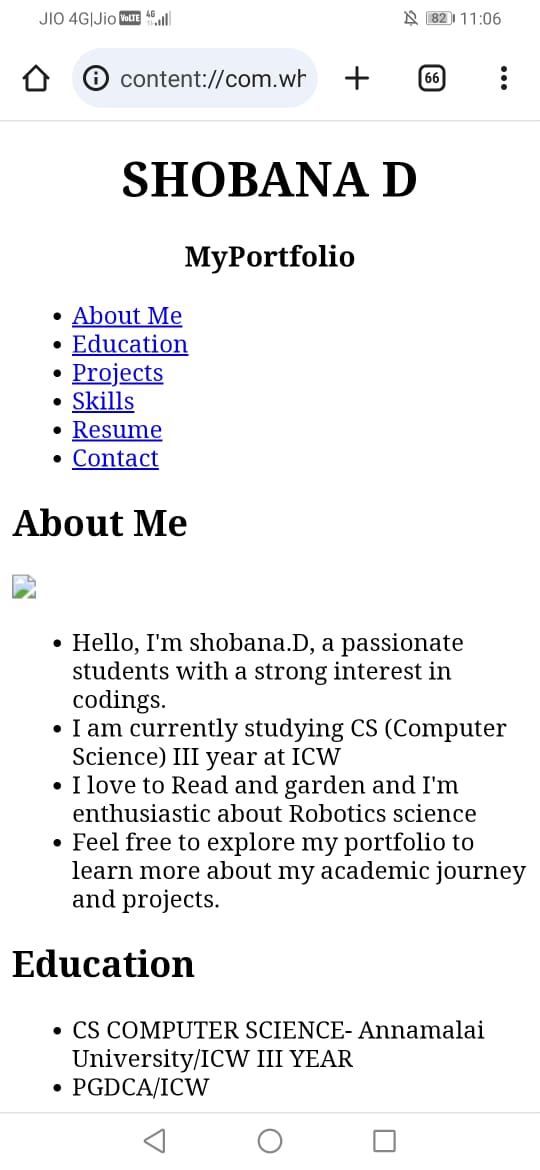 JIO 4G|Jio VoLTE 4G 82 11:06
content://com.wh 66
SHOBANA D
MyPortfolio
• About Me
• Education
• Projects
• Skills
• Resume
• Contact
About Me
• Hello, I'm shobana.D, a passionate
students with a strong interest in
codings.
• I am currently studying CS (Computer
Science) III year at ICW
• I love to Read and garden and I'm
enthusiastic about Robotics science
• Feel free to explore my portfolio to
learn more about my academic journey
and projects.
Education
• CS COMPUTER SCIENCE- Annamalai
University/ICW III YEAR
• PGDCA/ICW